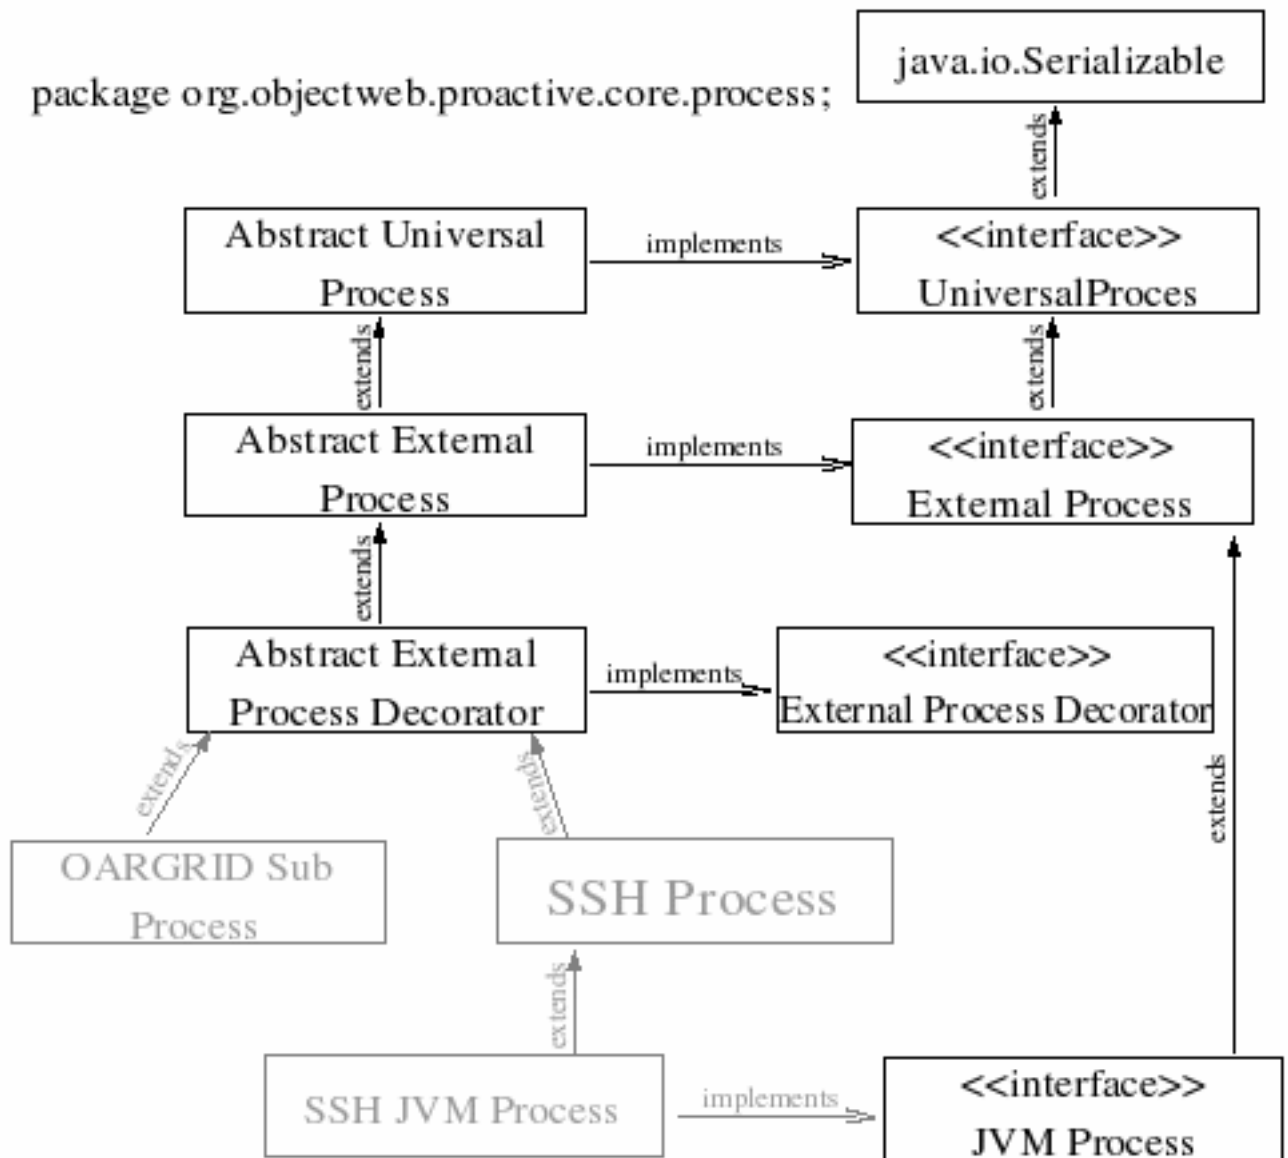 java.io.Serializable
package org.objectweb.proactive.core.process;
extends
Abstract Universal
Process
implements
<<interface>>
UniversalProces
extends
extends
Abstract External
Process
implements
<<interface>>
External Process
extends
Abstract External
Process Decorator
implements
<<interface>>
External Process Decorator
extends
extends
extends
OARGRID Sub
Process
SSH Process
extends
SSH JVM Process
implements
<<interface>>
JVM Process